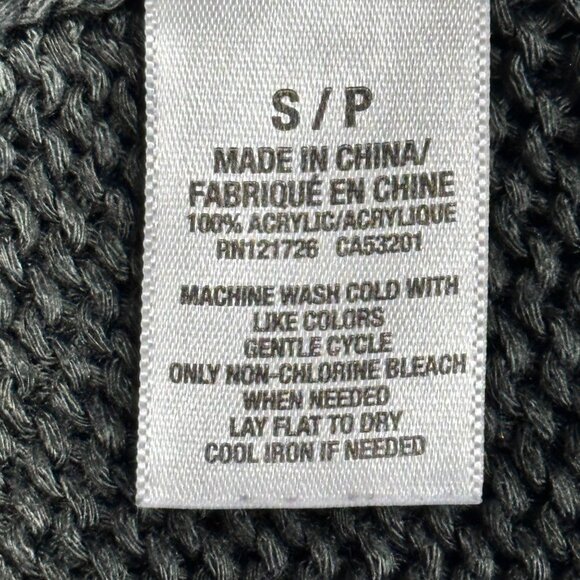 S / P
MADE IN CHINA/
FABRIQUÉ EN CHINE
100% ACRYLIC/ACRYLIQUE
RN121726 CA53201
MACHINE WASH COLD WITH
LIKE COLORS
GENTLE CYCLE
ONLY NON-CHLORINE BLEACH
WHEN NEEDED
LAY FLAT TO DRY
COOL IRON IF NEEDED